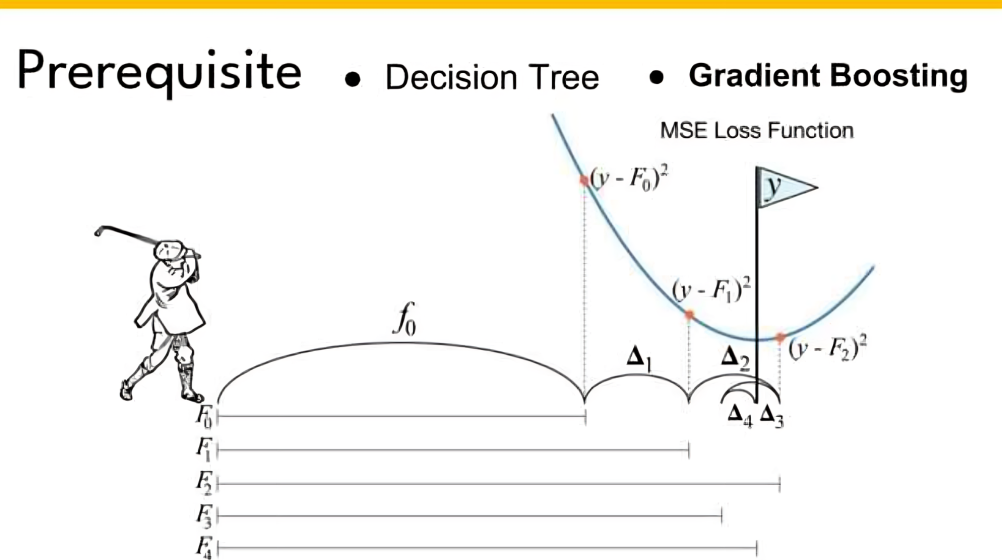 Prerequisite • Decision Tree • Gradient Boosting
MSE Loss Function
(y - F₀)²
y
(y - F₁)²
f₀
Δ₁
Δ₂
(y - F₂)²
Δ₄ Δ₃
F₀
F₁
F₂
F₃
F₄